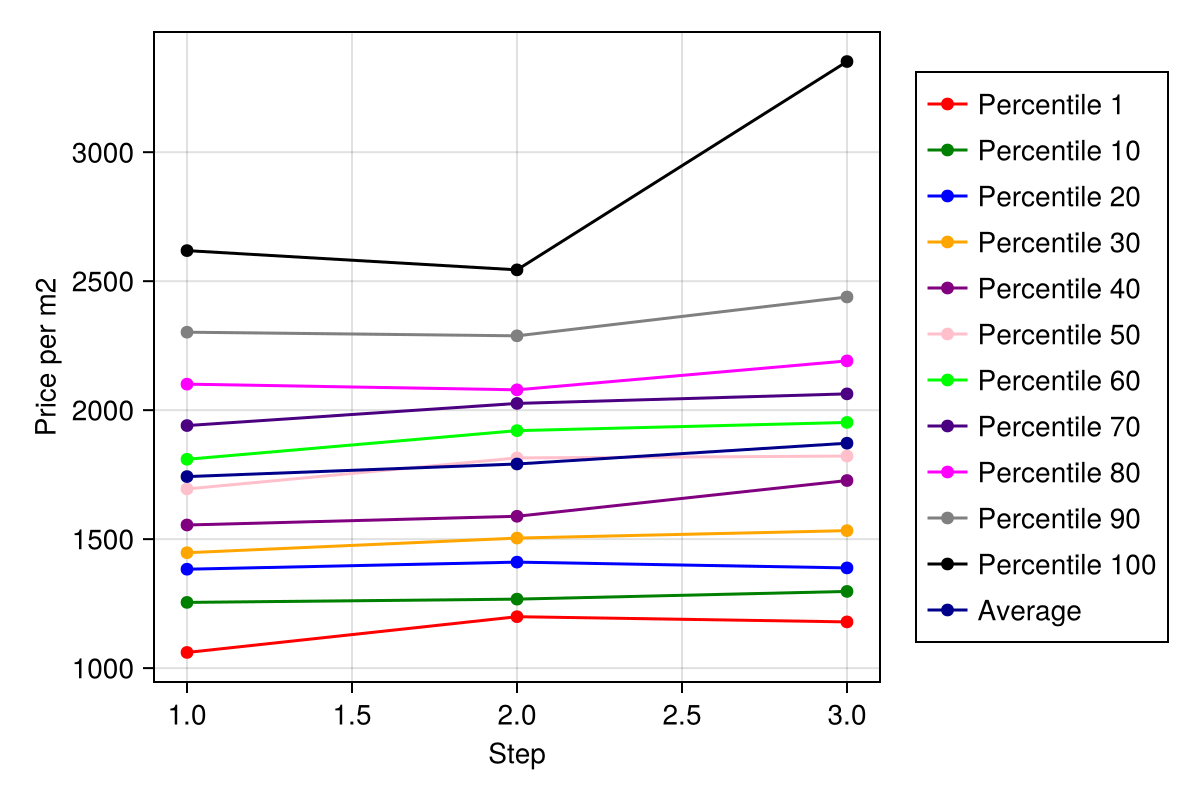 Price per m2
3000
2500
2000
1500
1000
1.0 1.5 2.0 2.5 3.0
Step
Percentile 1
Percentile 10
Percentile 20
Percentile 30
Percentile 40
Percentile 50
Percentile 60
Percentile 70
Percentile 80
Percentile 90
Percentile 100
Average